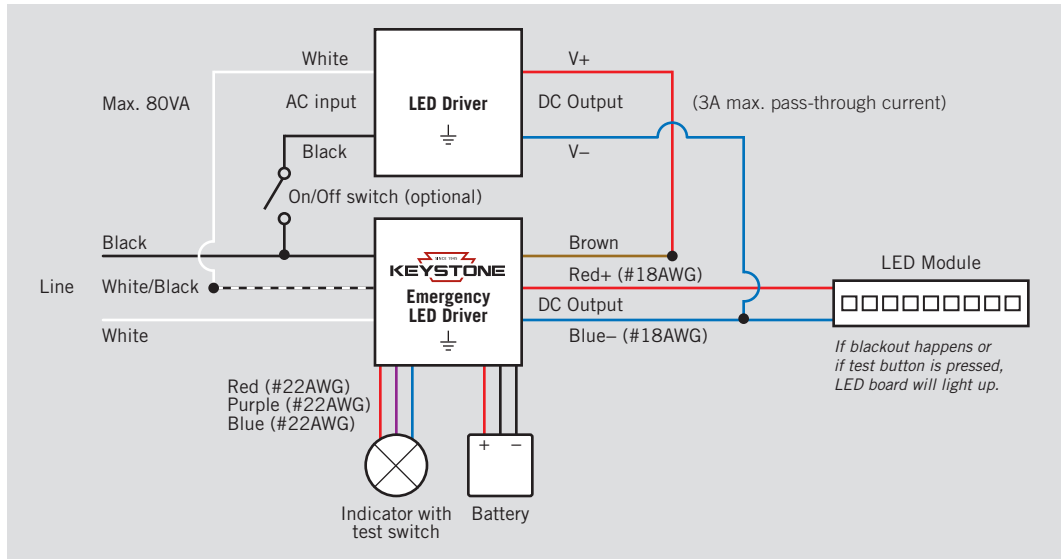 White
V+
Max. 80VA
AC input
LED Driver
DC Output
(3A max. pass-through current)
Black
V–
On/Off switch (optional)
Black
SINCE 1945
KEYSTONE
Brown
LED Module
Line
White/Black
Emergency
LED Driver
Red+ (#18AWG)
DC Output
White
Blue– (#18AWG)
If blackout happens or
if test button is pressed,
LED board will light up.
Red (#22AWG)
Purple (#22AWG)
Blue (#22AWG)
+ –
Indicator with
test switch
Battery